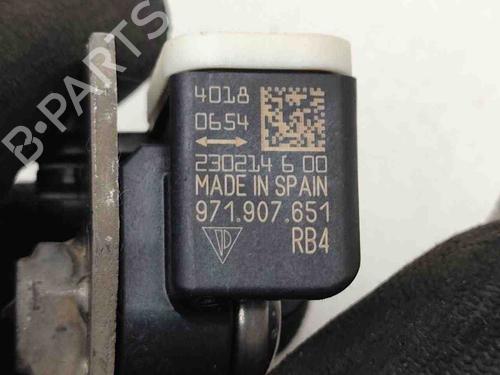 4018
0654
230214 6 00
MADE IN SPAIN
971.907.651
RB4
B-PARTS